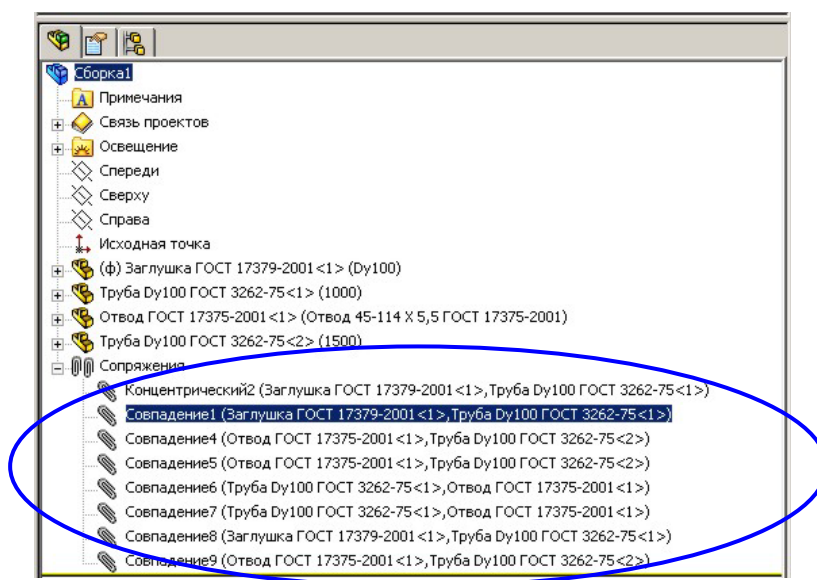 Сборка1
Примечания
Связь проектов
Освещение
Спереди
Сверху
Справа
Исходная точка
(ф) Заглушка ГОСТ 17379-2001<1> (Dy100)
Труба Dy100 ГОСТ 3262-75<1> (1000)
Отвод ГОСТ 17375-2001<1> (Отвод 45-114 X 5,5 ГОСТ 17375-2001)
Труба Dy100 ГОСТ 3262-75<2> (1500)
Сопряжения
Концентрический2 (Заглушка ГОСТ 17379-2001<1>,Труба Dy100 ГОСТ 3262-75<1>)
Совпадение1 (Заглушка ГОСТ 17379-2001<1>,Труба Dy100 ГОСТ 3262-75<1>)
Совпадение4 (Отвод ГОСТ 17375-2001<1>,Труба Dy100 ГОСТ 3262-75<2>)
Совпадение5 (Отвод ГОСТ 17375-2001<1>,Труба Dy100 ГОСТ 3262-75<2>)
Совпадение6 (Труба Dy100 ГОСТ 3262-75<1>,Отвод ГОСТ 17375-2001<1>)
Совпадение7 (Труба Dy100 ГОСТ 3262-75<1>,Отвод ГОСТ 17375-2001<1>)
Совпадение8 (Заглушка ГОСТ 17379-2001<1>,Труба Dy100 ГОСТ 3262-75<1>)
Совпадение9 (Отвод ГОСТ 17375-2001<1>,Труба Dy100 ГОСТ 3262-75<2>)